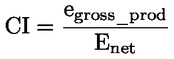 CI = e_gross_prod / E_net